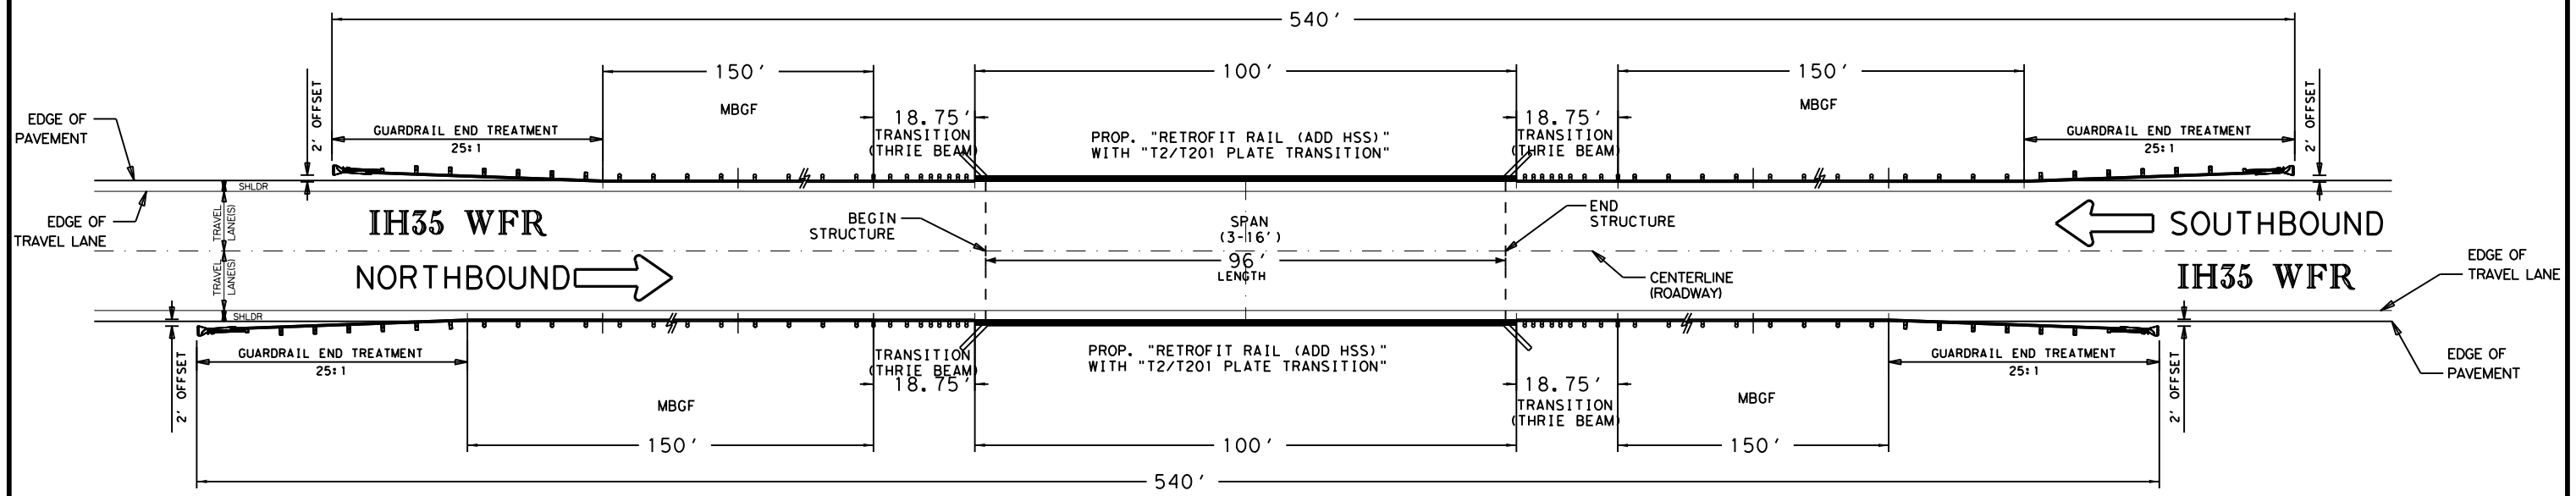 540'
150'
100'
150'
MBGF
MBGF
2' OFFSET
2' OFFSET
EDGE OF
PAVEMENT
GUARDRAIL END TREATMENT
25:1
18.75'
TRANSITION
(THRIE BEAM)
PROP. "RETROFIT RAIL (ADD HSS)"
WITH "T2/T201 PLATE TRANSITION"
18.75'
TRANSITION
(THRIE BEAM)
GUARDRAIL END TREATMENT
25:1
SHLDR
EDGE OF
TRAVEL LANE
TRAVEL
LANE(S)
IH35 WFR
BEGIN
STRUCTURE
SPAN
(3-16')
END
STRUCTURE
SOUTHBOUND
TRAVEL
LANE(S)
NORTHBOUND
96'
LENGTH
CENTERLINE
(ROADWAY)
IH35 WFR
EDGE OF
TRAVEL LANE
SHLDR
2' OFFSET
GUARDRAIL END TREATMENT
25:1
TRANSITION
(THRIE BEAM)
18.75'
PROP. "RETROFIT RAIL (ADD HSS)"
WITH "T2/T201 PLATE TRANSITION"
18.75'
TRANSITION
(THRIE BEAM)
GUARDRAIL END TREATMENT
25:1
2' OFFSET
EDGE OF
PAVEMENT
MBGF
MBGF
150'
100'
150'
540'